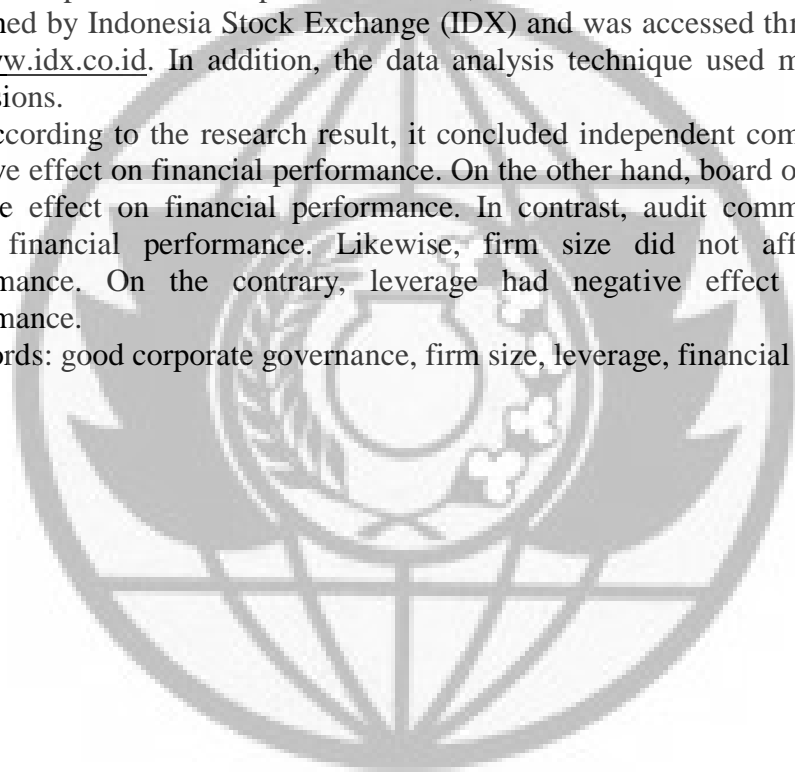 ned by Indonesia Stock Exchange (IDX) and was accessed thr
w.idx.co.id. In addition, the data analysis technique used m
sions.
ccording to the research result, it concluded independent com
ve effect on financial performance. On the other hand, board o
e effect on financial performance. In contrast, audit comm
financial performance. Likewise, firm size did not aff
mance. On the contrary, leverage had negative effect
mance.
ords: good corporate governance, firm size, leverage, financial